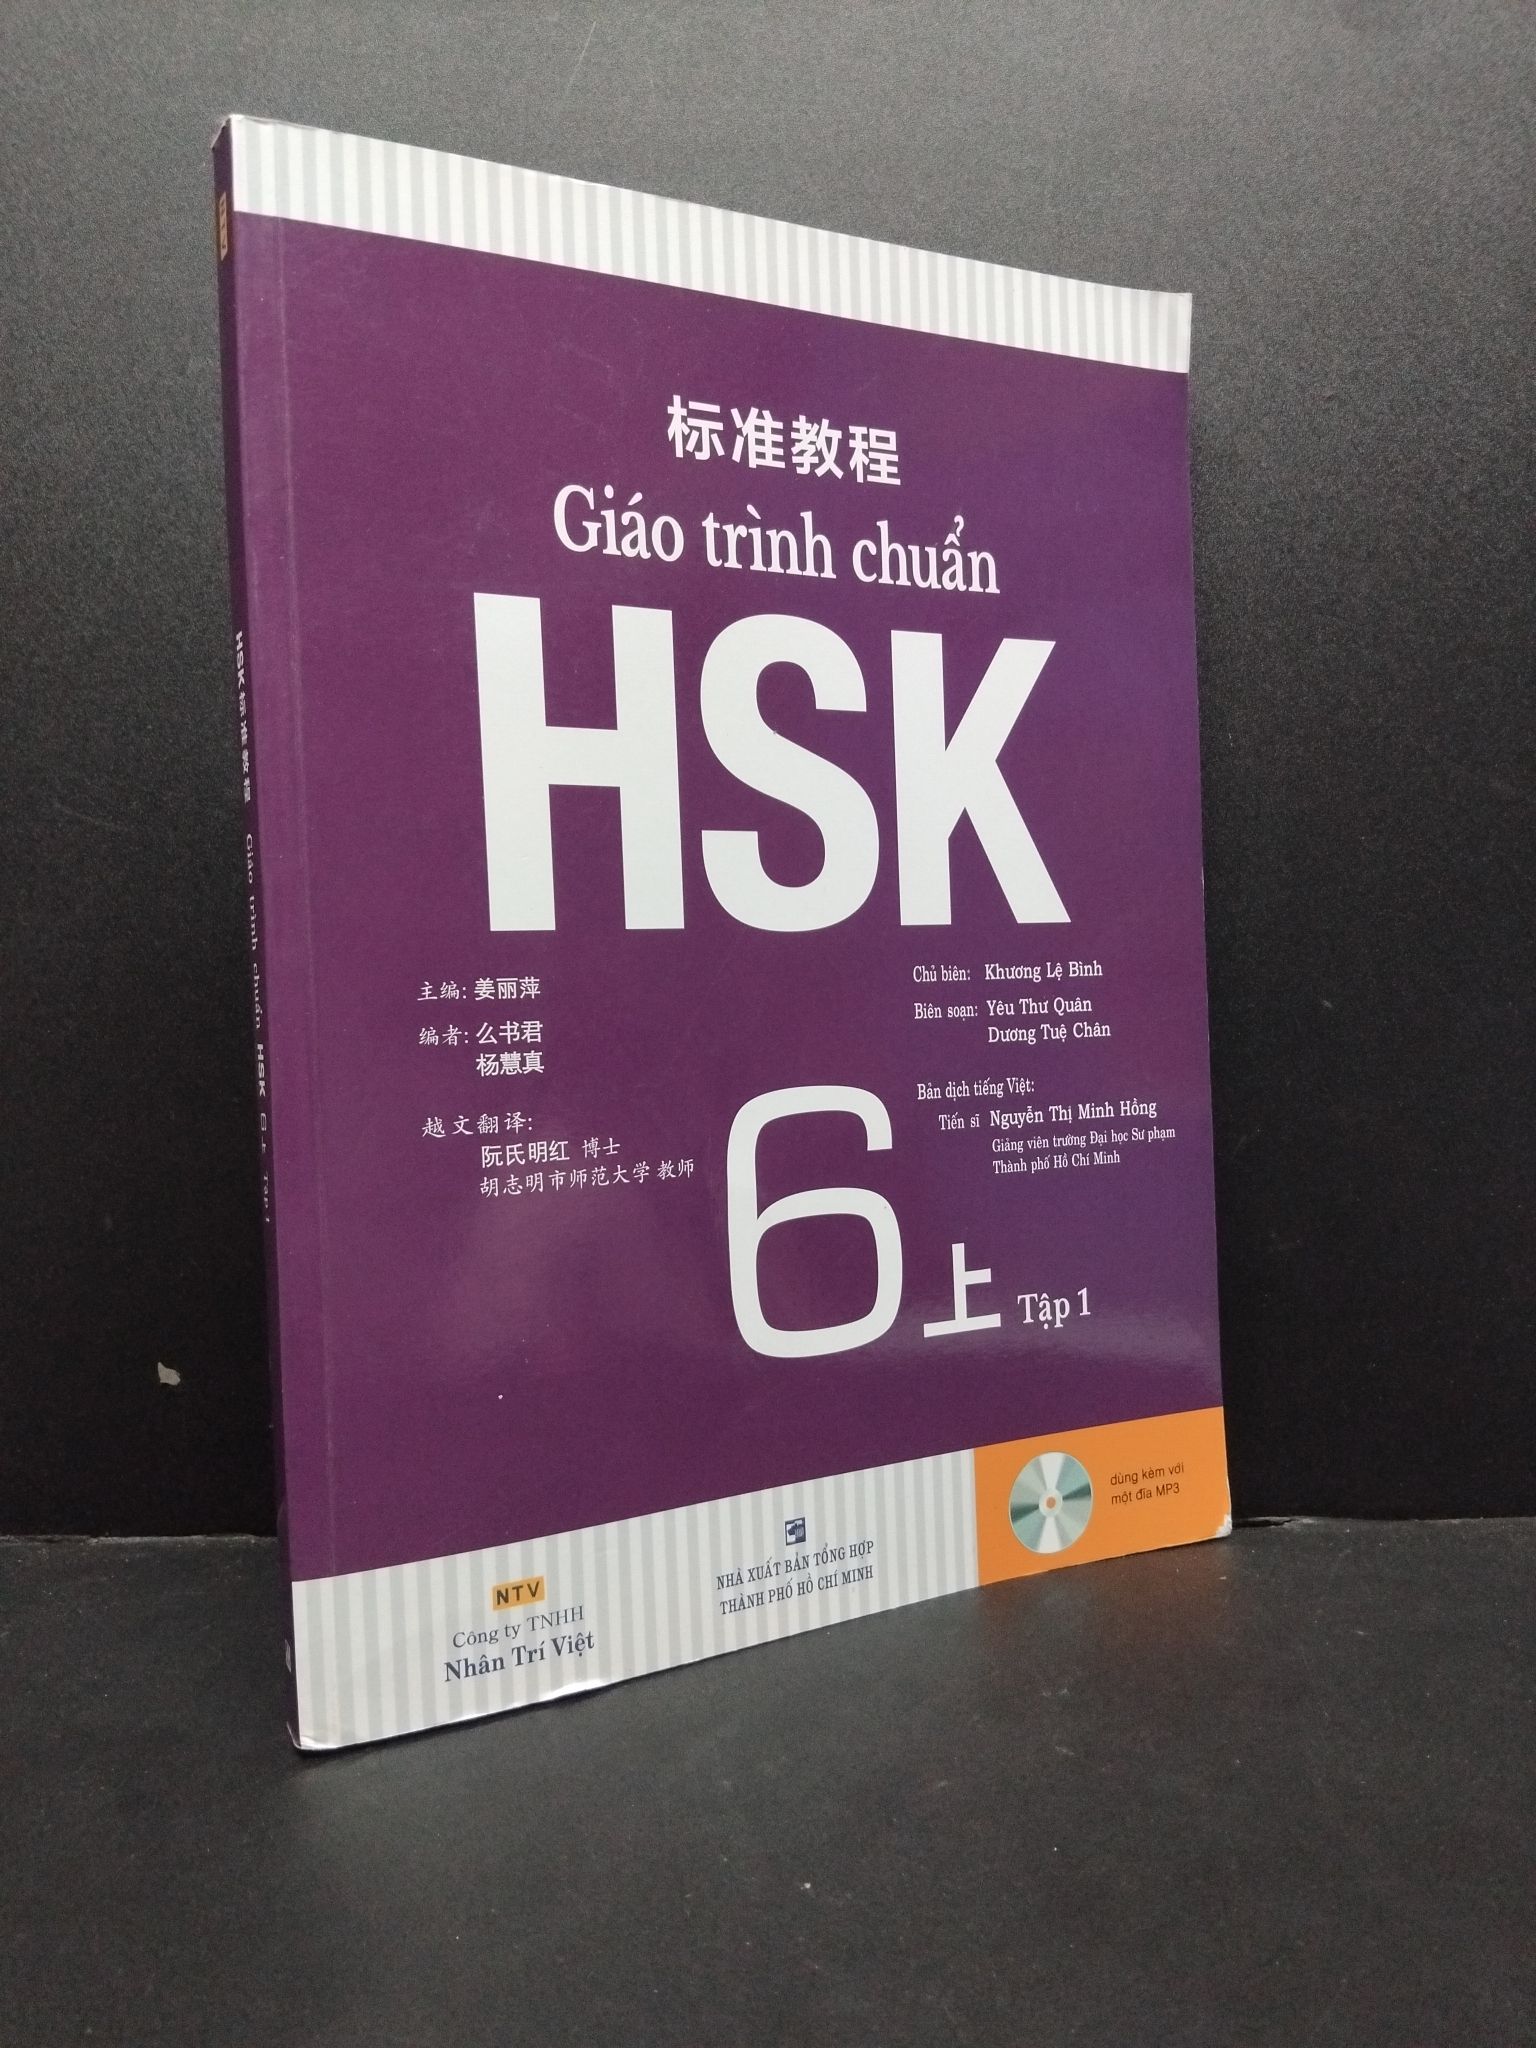 标准教程
Giáo trình chuẩn
HSK
主编: 姜丽萍
编者: 么书君
杨慧真
越文翻译:
阮氏明红 博士
胡志明市师范大学 教师
Chủ biên: Khương Lệ Bình
Biên soạn: Yêu Thư Quân
Dương Tuệ Chân
Bản dịch tiếng Việt:
Tiến sĩ Nguyễn Thị Minh Hồng
Giảng viên trường Đại học Sư phạm
Thành phố Hồ Chí Minh
6 上 Tập 1
dùng kèm với
một đĩa MP3
NTV
Công ty TNHH
Nhân Trí Việt
NHÀ XUẤT BẢN TỔNG HỢP
THÀNH PHỐ HỒ CHÍ MINH
HSK 标准教程 Giáo trình chuẩn HSK 6 上 Tập 1